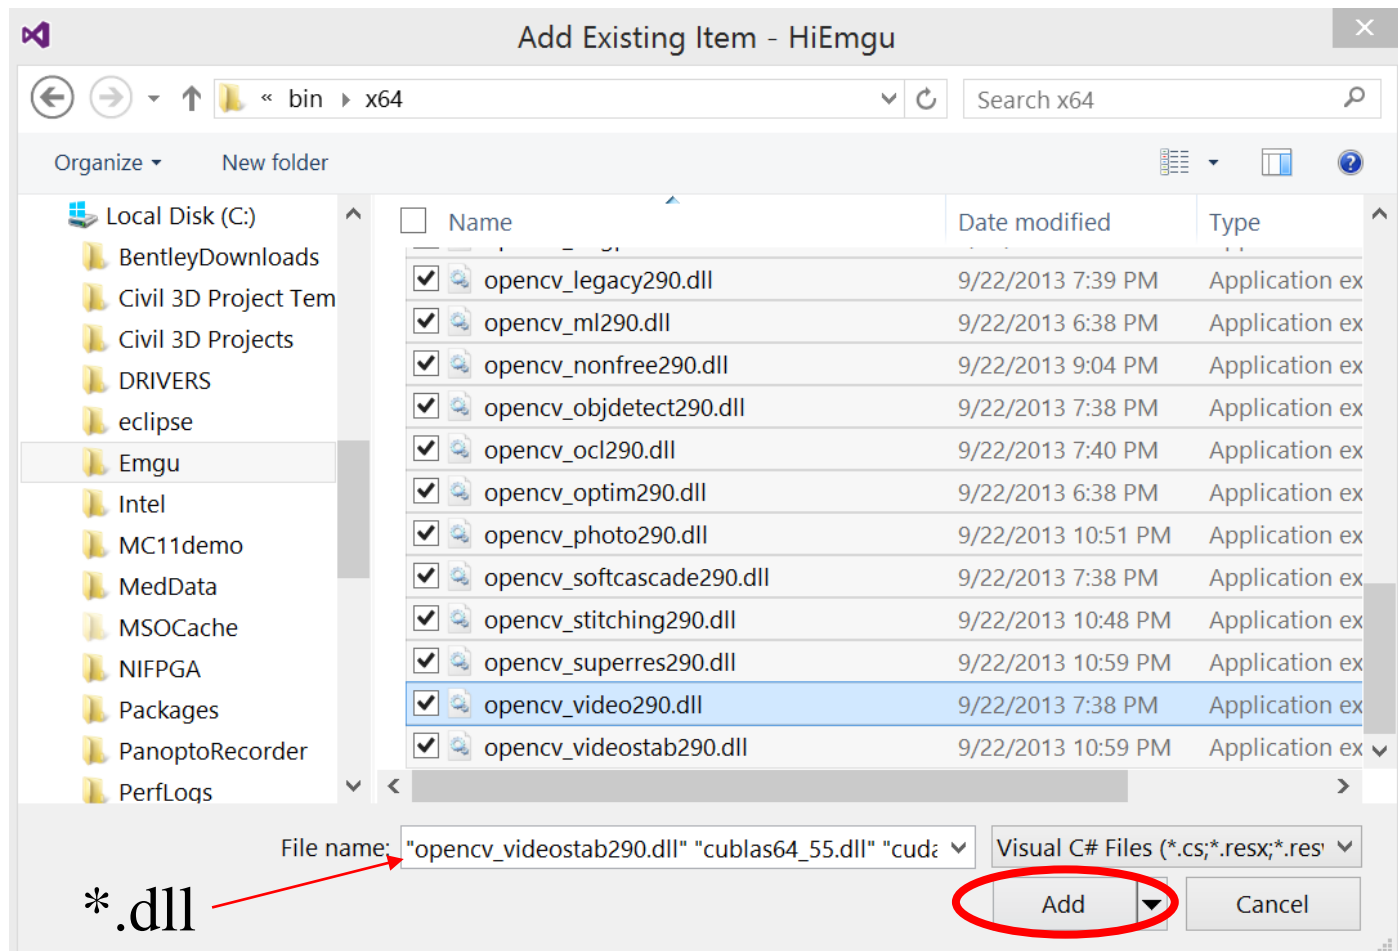 Add Existing Item - HiEmgu
« bin x64
Search x64
Organize New folder
Local Disk (C:)
BentleyDownloads
Civil 3D Project Tem
Civil 3D Projects
DRIVERS
eclipse
Emgu
Intel
MC11demo
MedData
MSOCache
NIFPGA
Packages
PanoptoRecorder
PerfLogs
Name Date modified Type
opencv_legacy290.dll 9/22/2013 7:39 PM Application ex
opencv_ml290.dll 9/22/2013 6:38 PM Application ex
opencv_nonfree290.dll 9/22/2013 9:04 PM Application ex
opencv_objdetect290.dll 9/22/2013 7:38 PM Application ex
opencv_ocl290.dll 9/22/2013 7:40 PM Application ex
opencv_optim290.dll 9/22/2013 6:38 PM Application ex
opencv_photo290.dll 9/22/2013 10:51 PM Application ex
opencv_softcascade290.dll 9/22/2013 7:38 PM Application ex
opencv_stitching290.dll 9/22/2013 10:48 PM Application ex
opencv_superres290.dll 9/22/2013 10:59 PM Application ex
opencv_video290.dll 9/22/2013 7:38 PM Application ex
opencv_videostab290.dll 9/22/2013 10:59 PM Application ex
File name: "opencv_videostab290.dll" "cublas64_55.dll" "cuda Visual C# Files (*.cs;*.resx;*.res
*.dll
Add Cancel